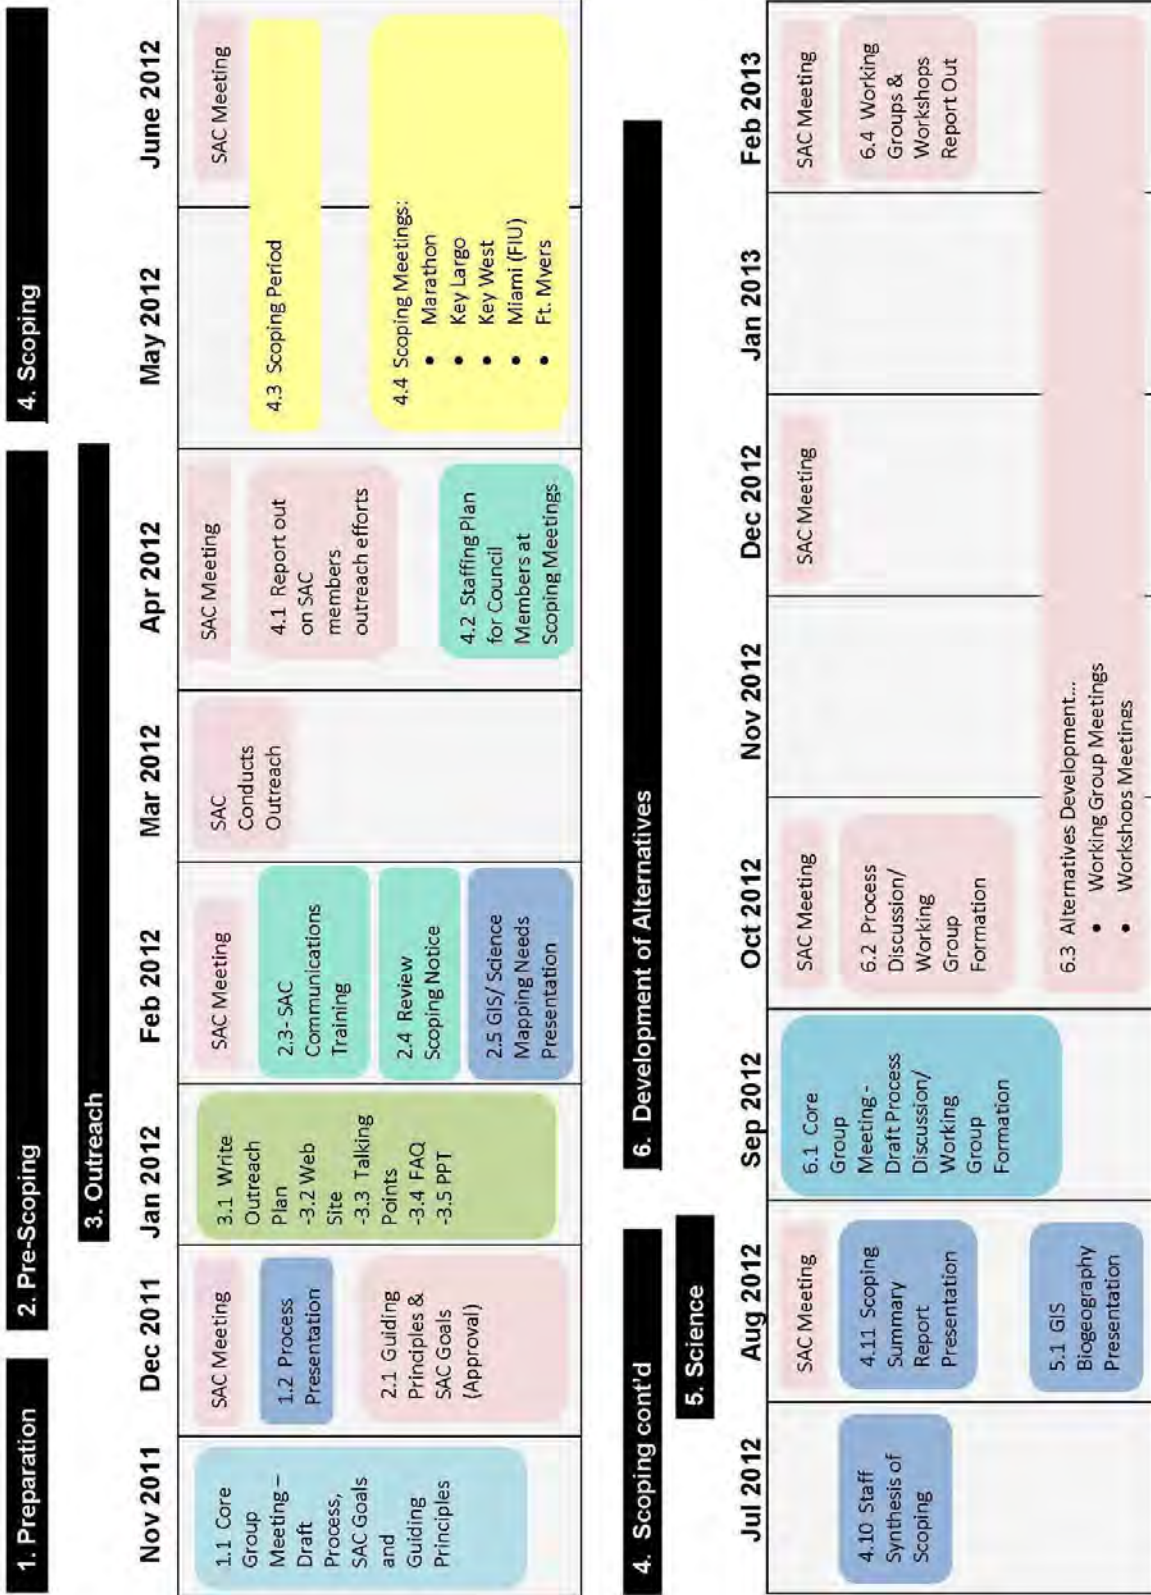 1. Preparation
2. Pre-Scoping
4. Scoping
3. Outreach
Nov 2011
Dec 2011
Jan 2012
Feb 2012
Mar 2012
Apr 2012
May 2012
June 2012
1.1 Core
Group
Meeting –
Draft
Process,
SAC Goals
and
Guiding
Principles
SAC Meeting
1.2 Process
Presentation
2.1 Guiding
Principles &
SAC Goals
(Approval)
3.1 Write
Outreach
Plan
-3.2 Web
Site
-3.3 Talking
Points
-3.4 FAQ
-3.5 PPT
SAC Meeting
2.3- SAC
Communications
Training
2.4 Review
Scoping Notice
2.5 GIS/ Science
Mapping Needs
Presentation
SAC
Conducts
Outreach
SAC Meeting
4.1 Report out
on SAC
members
outreach efforts
4.2 Staffing Plan
for Council
Members at
Scoping Meetings
4.3 Scoping Period
4.4 Scoping Meetings:
• Marathon
• Key Largo
• Key West
• Miami (FIU)
• Ft. Myers
SAC Meeting
4. Scoping cont'd
6. Development of Alternatives
5. Science
Jul 2012
Aug 2012
Sep 2012
Oct 2012
Nov 2012
Dec 2012
Jan 2013
Feb 2013
4.10 Staff
Synthesis of
Scoping
SAC Meeting
4.11 Scoping
Summary
Report
Presentation
5.1 GIS
Biogeography
Presentation
6.1 Core
Group
Meeting -
Draft Process
Discussion/
Working
Group
Formation
SAC Meeting
6.2 Process
Discussion/
Working
Group
Formation
6.3 Alternatives Development...
• Working Group Meetings
• Workshops Meetings
SAC Meeting
SAC Meeting
6.4 Working
Groups &
Workshops
Report Out